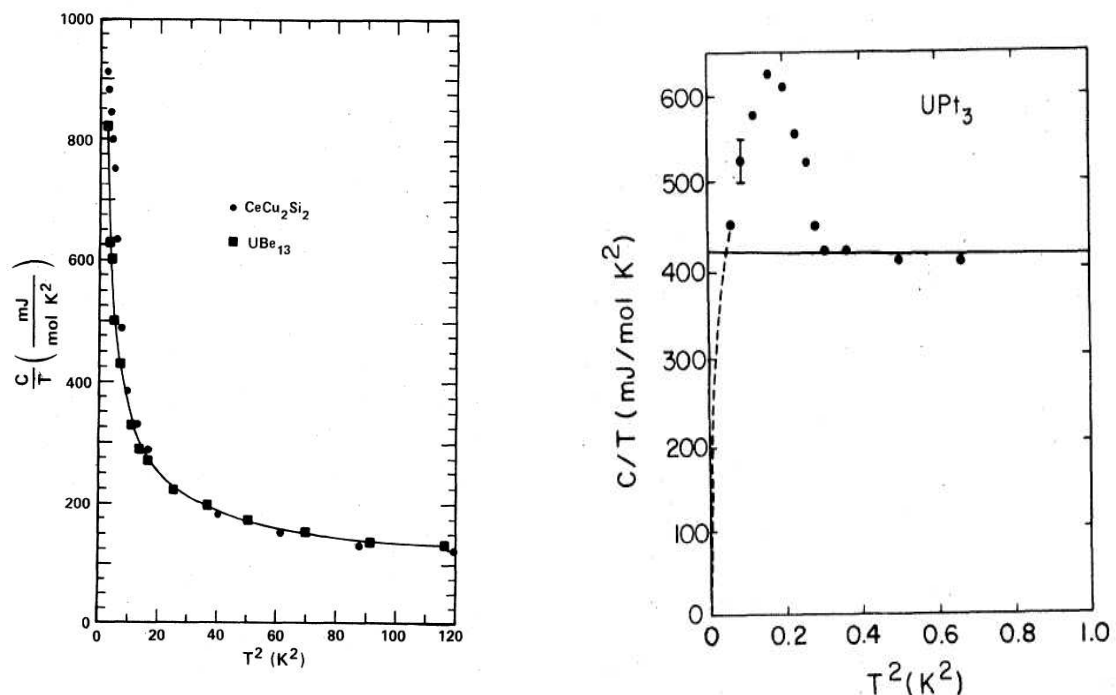 1000
800
600
400
200
0
C/T ( mJ / mol K² )
● CeCu₂Si₂
■ UBe₁₃
0 20 40 60 80 100 120
T² (K²)
600
500
400
300
200
100
0
C/T (mJ/mol K²)
UPt₃
0 0.2 0.4 0.6 0.8 1.0
T²(K²)